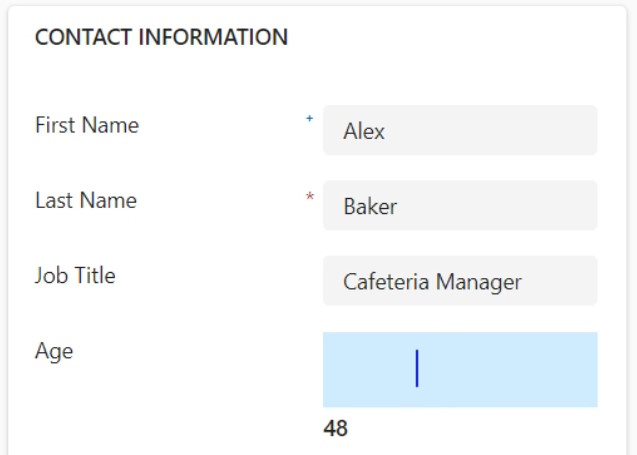 CONTACT INFORMATION
First Name + Alex
Last Name * Baker
Job Title Cafeteria Manager
Age
48